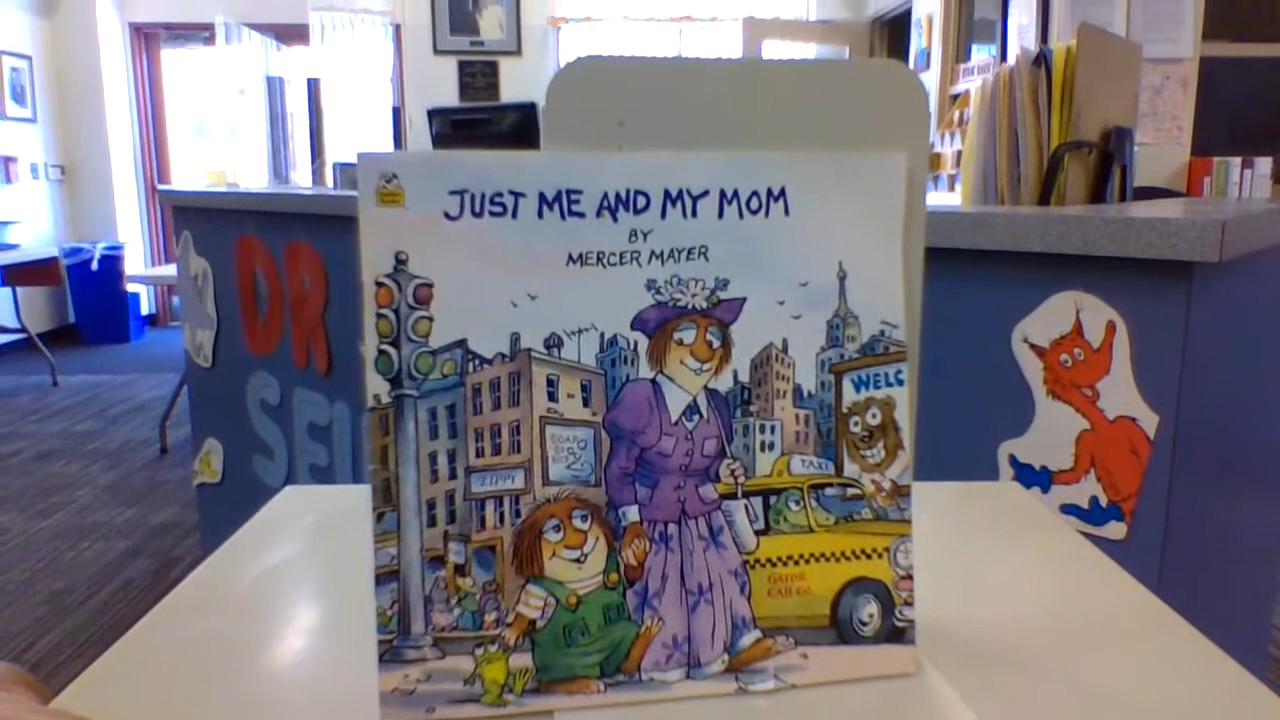 JUST ME AND MY MOM
BY
MERCER MAYER
WELC
TAXI
ZIPPY
GATOR
CAB CO.
DR
SEU